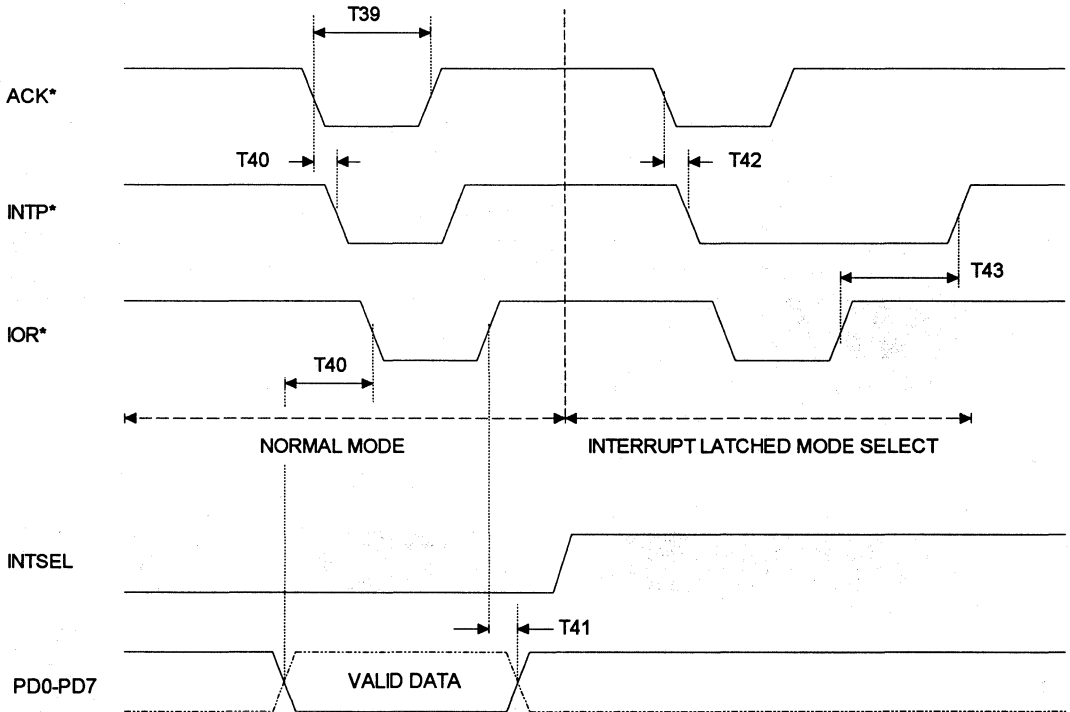 T39
ACK*
T40
T42
INTP*
T43
IOR*
T40
NORMAL MODE
INTERRUPT LATCHED MODE SELECT
INTSEL
T41
PD0-PD7
VALID DATA